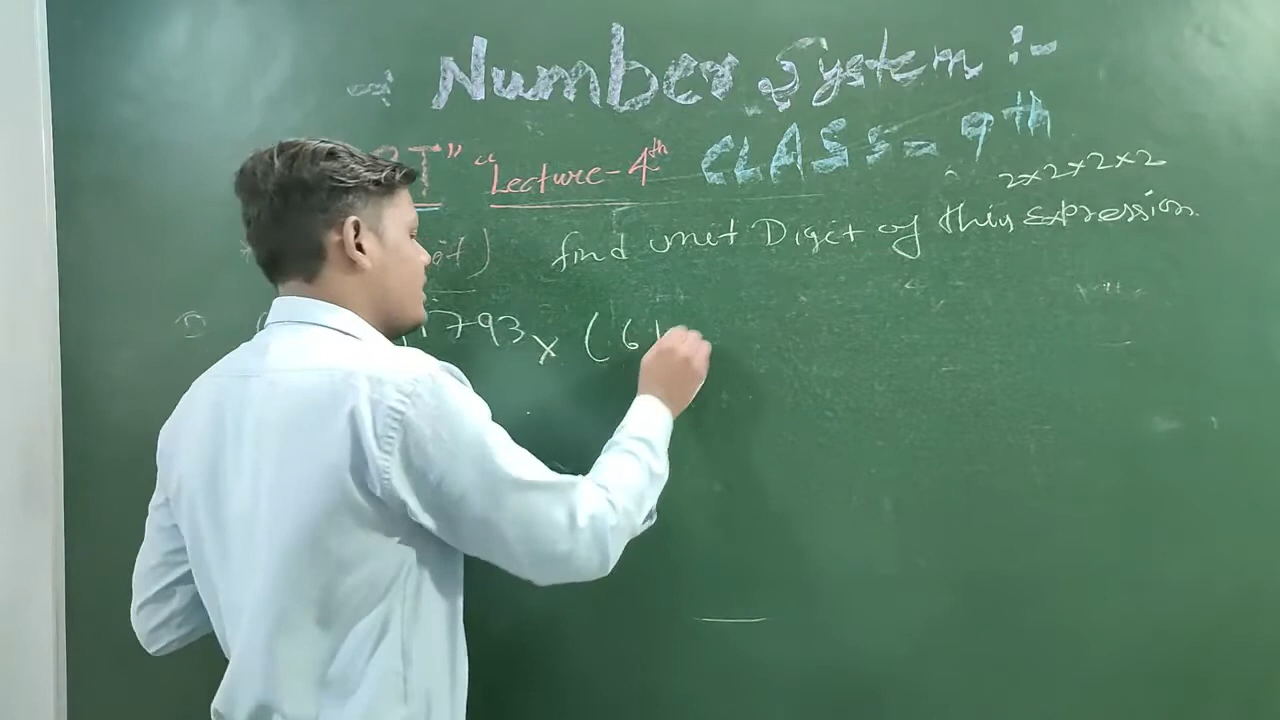 Number System :-
CLASS = 9th
T" "Lecture - 4th
2×2×2×2
find unit Digit of this Expression.
793 × ( 6